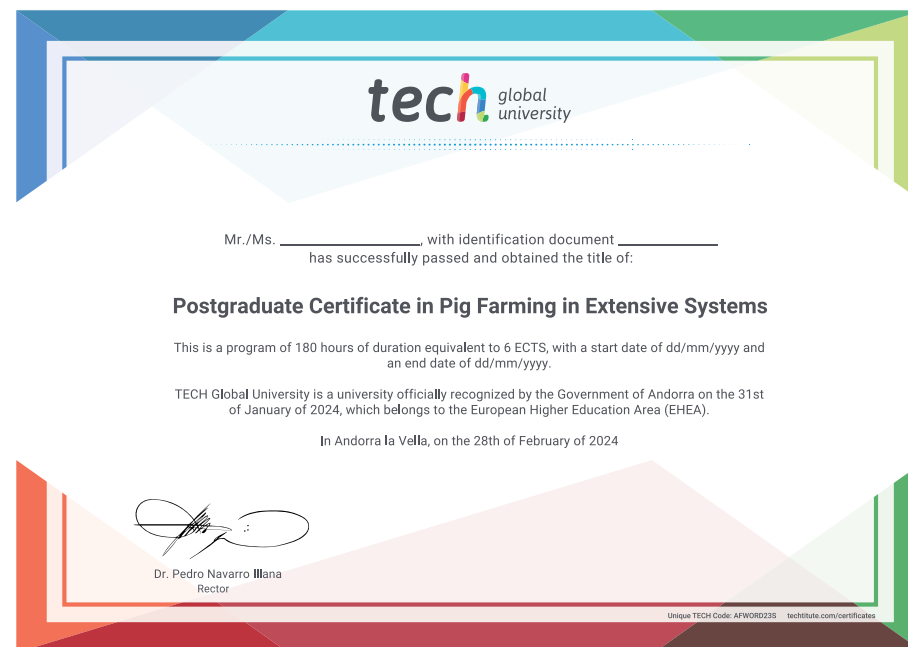 tech global university
Mr./Ms. ____________________, with identification document ______________
has successfully passed and obtained the title of:
Postgraduate Certificate in Pig Farming in Extensive Systems
This is a program of 180 hours of duration equivalent to 6 ECTS, with a start date of dd/mm/yyyy and
an end date of dd/mm/yyyy.
TECH Global University is a university officially recognized by the Government of Andorra on the 31st
of January of 2024, which belongs to the European Higher Education Area (EHEA).
In Andorra la Vella, on the 28th of February of 2024
Dr. Pedro Navarro Illana
Rector
Unique TECH Code: AFWORD23S techtitute.com/certificates